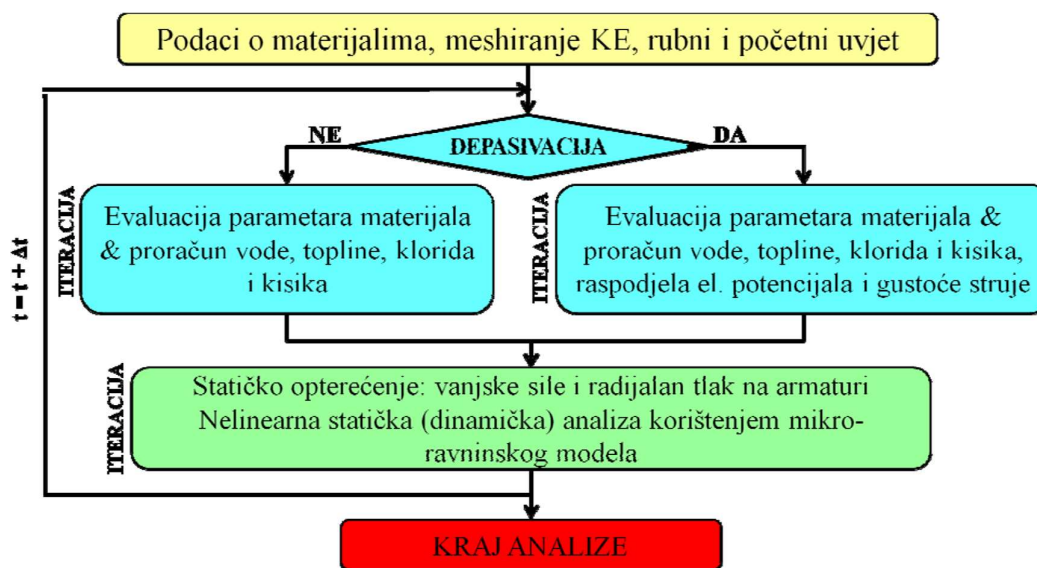 Podaci o materijalima, meshiranje KE, rubni i početni uvjet
NE
DEPASIVACIJA
DA
ITERACIJA
Evaluacija parametara materijala
& proračun vode, topline, klorida
i kisika
ITERACIJA
Evaluacija parametara materijala &
proračun vode, topline, klorida i kisika,
raspodjela el. potencijala i gustoće struje
t = t + Δt
ITERACIJA
Statičko opterećenje: vanjske sile i radijalan tlak na armaturi
Nelinearna statička (dinamička) analiza korištenjem mikro-
ravninskog modela
KRAJ ANALIZE